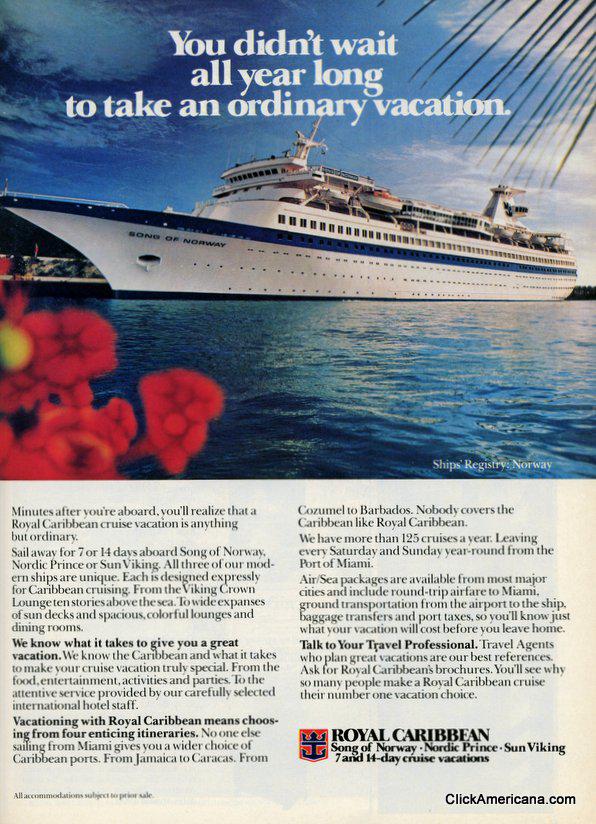 You didn't wait
all year long
to take an ordinary vacation.
SONG OF NORWAY
Ships' Registry: Norway
Minutes after you're aboard, you'll realize that a
Royal Caribbean cruise vacation is anything
but ordinary.
Sail away for 7 or 14 days aboard Song of Norway,
Nordic Prince or Sun Viking. All three of our mod-
ern ships are unique. Each is designed expressly
for Caribbean cruising. From the Viking Crown
Lounge ten stories above the sea. To wide expanses
of sun decks and spacious, colorful lounges and
dining rooms.
We know what it takes to give you a great
vacation. We know the Caribbean and what it takes
to make your cruise vacation truly special. From the
food, entertainment, activities and parties. To the
attentive service provided by our carefully selected
international hotel staff.
Vacationing with Royal Caribbean means choos-
ing from four enticing itineraries. No one else
sailing from Miami gives you a wider choice of
Caribbean ports. From Jamaica to Caracas. From
Cozumel to Barbados. Nobody covers the
Caribbean like Royal Caribbean.
We have more than 125 cruises a year. Leaving
every Saturday and Sunday year-round from the
Port of Miami.
Air/Sea packages are available from most major
cities and include round-trip airfare to Miami,
ground transportation from the airport to the ship,
baggage transfers and port taxes, so you'll know just
what your vacation will cost before you leave home.
Talk to Your Travel Professional. Travel Agents
who plan great vacations are our best references.
Ask for Royal Caribbean's brochures. You'll see why
so many people make a Royal Caribbean cruise
their number one vacation choice.
ROYAL CARIBBEAN
Song of Norway · Nordic Prince · Sun Viking
7 and 14-day cruise vacations
All accommodations subject to prior sale.
ClickAmericana.com